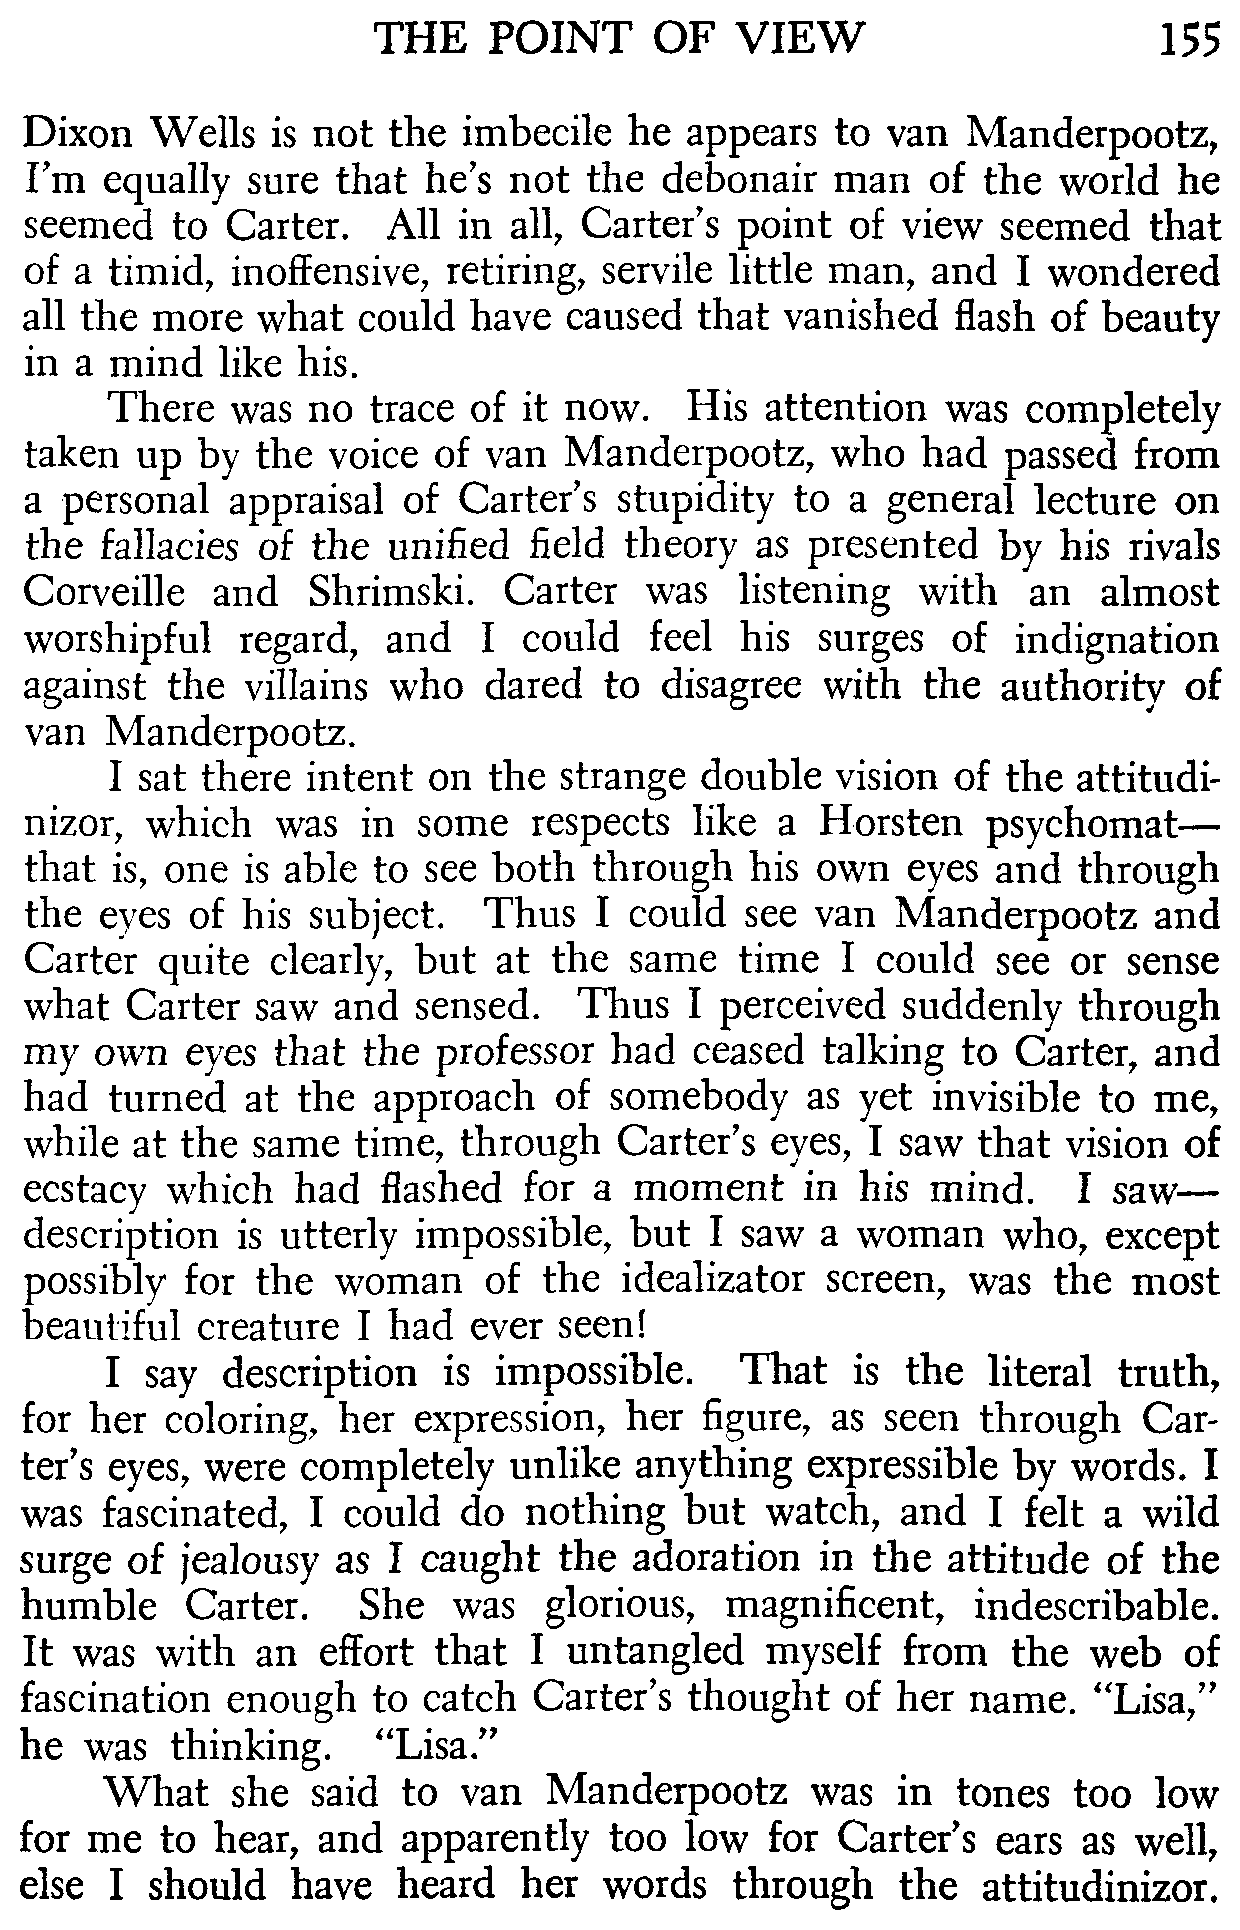 THE POINT OF VIEW 155
Dixon Wells is not the imbecile he appears to van Manderpootz,
I'm equally sure that he's not the debonair man of the world he
seemed to Carter. All in all, Carter's point of view seemed that
of a timid, inoffensive, retiring, servile little man, and I wondered
all the more what could have caused that vanished flash of beauty
in a mind like his.
There was no trace of it now. His attention was completely
taken up by the voice of van Manderpootz, who had passed from
a personal appraisal of Carter's stupidity to a general lecture on
the fallacies of the unified field theory as presented by his rivals
Corveille and Shrimski. Carter was listening with an almost
worshipful regard, and I could feel his surges of indignation
against the villains who dared to disagree with the authority of
van Manderpootz.
I sat there intent on the strange double vision of the attitudi-
nizor, which was in some respects like a Horsten psychomat—
that is, one is able to see both through his own eyes and through
the eyes of his subject. Thus I could see van Manderpootz and
Carter quite clearly, but at the same time I could see or sense
what Carter saw and sensed. Thus I perceived suddenly through
my own eyes that the professor had ceased talking to Carter, and
had turned at the approach of somebody as yet invisible to me,
while at the same time, through Carter's eyes, I saw that vision of
ecstacy which had flashed for a moment in his mind. I saw—
description is utterly impossible, but I saw a woman who, except
possibly for the woman of the idealizator screen, was the most
beautiful creature I had ever seen!
I say description is impossible. That is the literal truth,
for her coloring, her expression, her figure, as seen through Car-
ter's eyes, were completely unlike anything expressible by words. I
was fascinated, I could do nothing but watch, and I felt a wild
surge of jealousy as I caught the adoration in the attitude of the
humble Carter. She was glorious, magnificent, indescribable.
It was with an effort that I untangled myself from the web of
fascination enough to catch Carter's thought of her name. “Lisa,”
he was thinking. “Lisa.”
What she said to van Manderpootz was in tones too low
for me to hear, and apparently too low for Carter's ears as well,
else I should have heard her words through the attitudinizor.